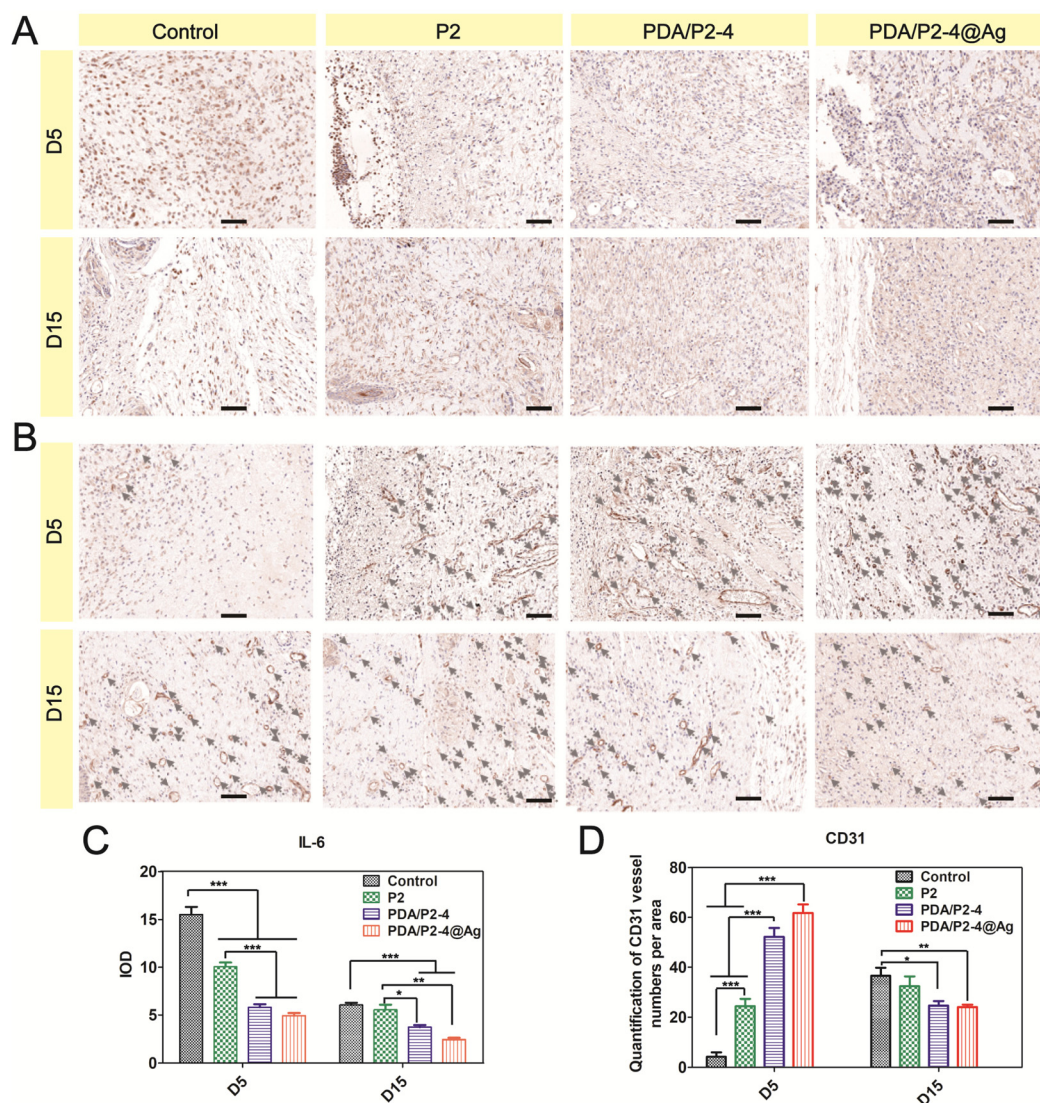 A
Control
P2
PDA/P2-4
PDA/P2-4@Ag
D5
D15
B
D5
D15
C
IL-6
IOD
20
15
10
5
0
Control
P2
PDA/P2-4
PDA/P2-4@Ag
***
***
***
**
*
D5
D15
D
CD31
Quantification of CD31 vessel
numbers per area
80
60
40
20
0
Control
P2
PDA/P2-4
PDA/P2-4@Ag
***
***
***
**
*
D5
D15